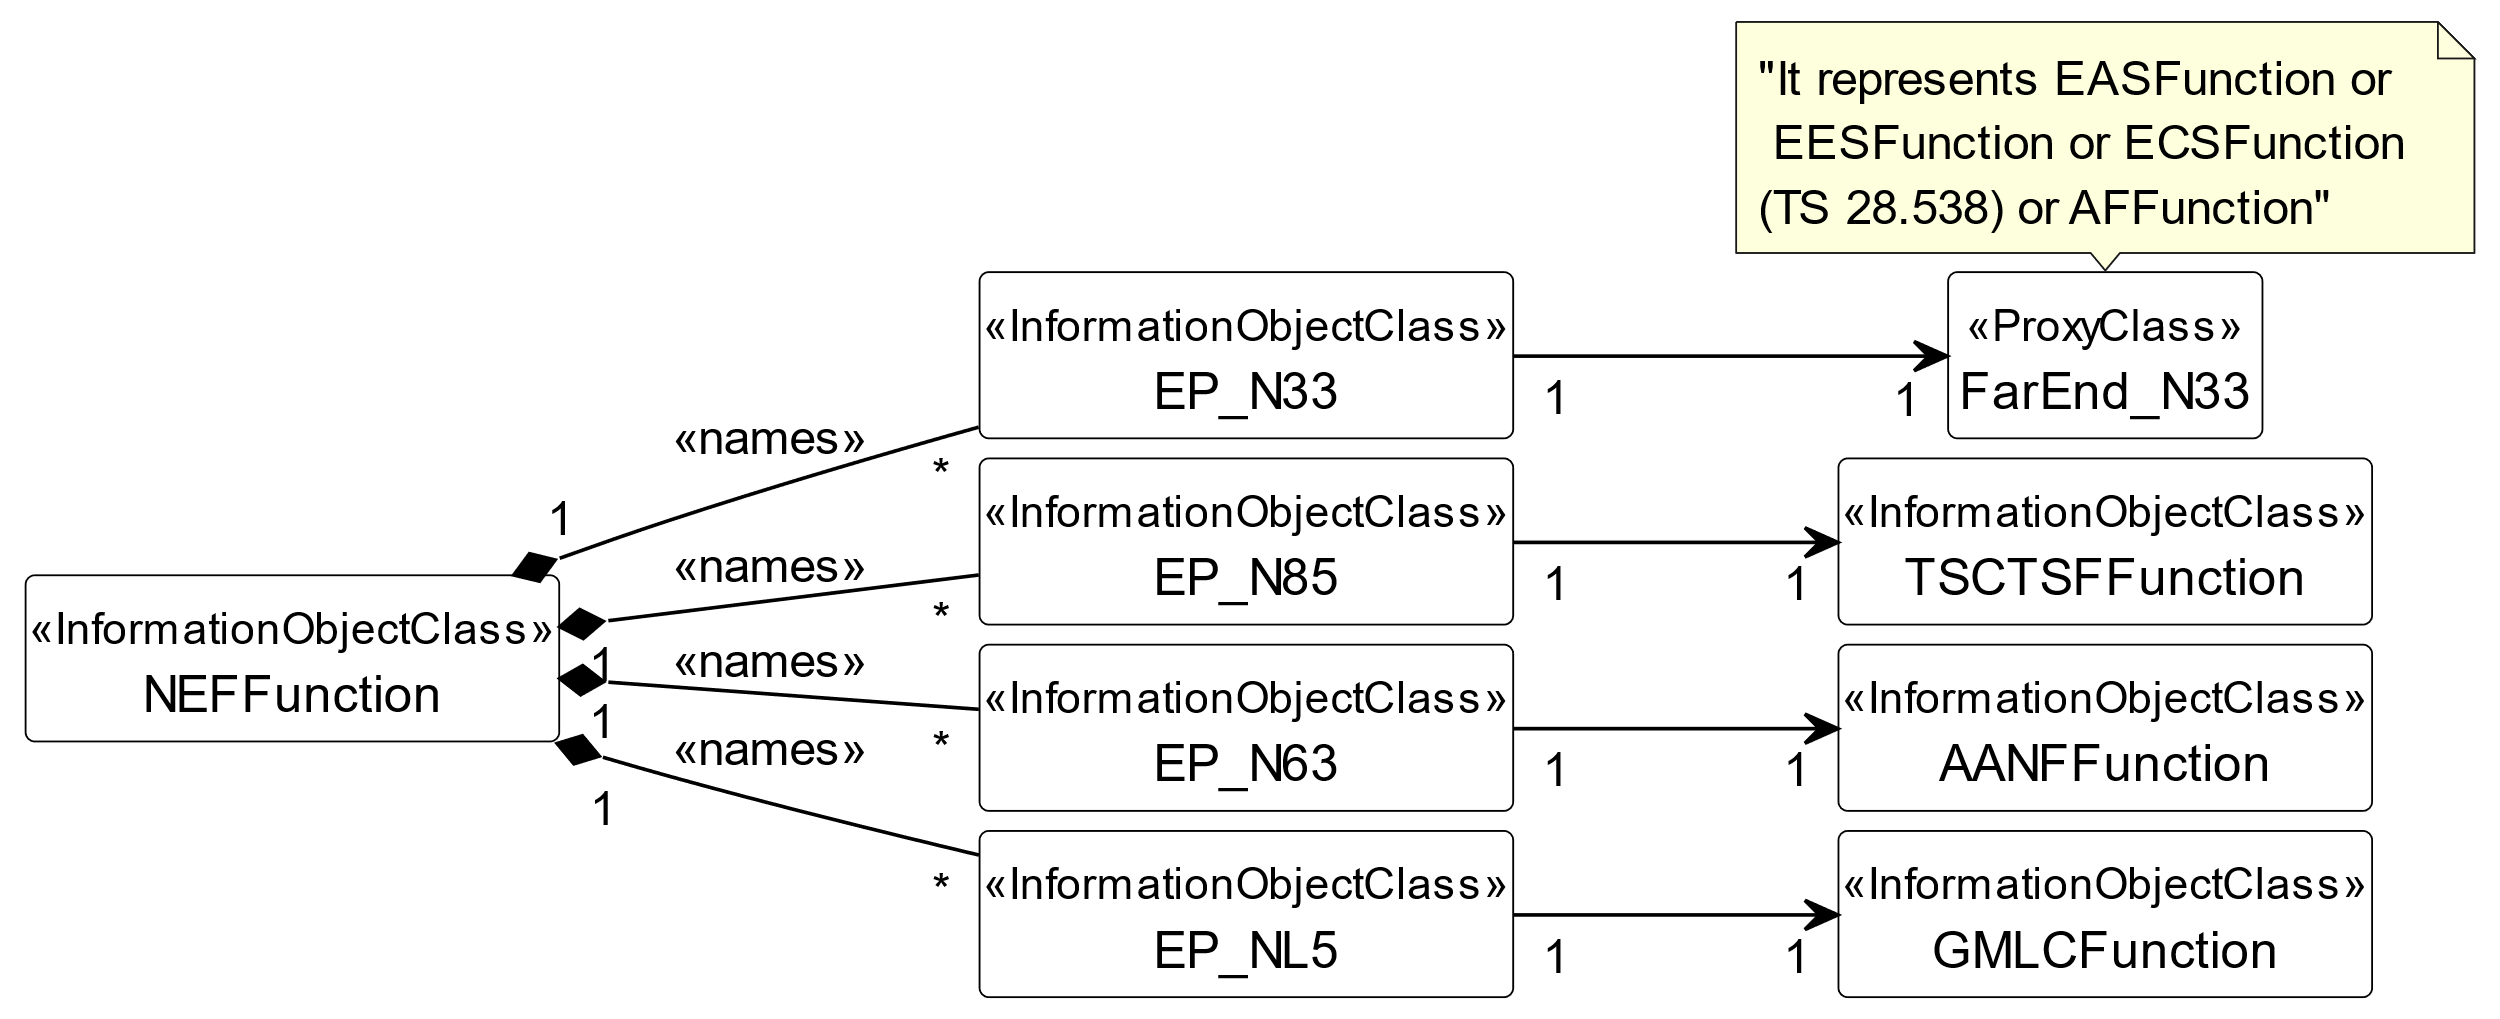 "It represents EASFunction or
EESFunction or ECSFunction
(TS 28.538) or AFFunction"
«InformationObjectClass»
EP_N33
1
1
«ProxyClass»
FarEnd_N33
«names»
1
*
«InformationObjectClass»
EP_N85
1
1
«InformationObjectClass»
TSCTSFFunction
«names»
1
*
«InformationObjectClass»
NEFFunction
«names»
1
*
«InformationObjectClass»
EP_N63
1
1
«InformationObjectClass»
AANFFunction
«names»
1
*
«InformationObjectClass»
EP_NL5
1
1
«InformationObjectClass»
GMLCFunction